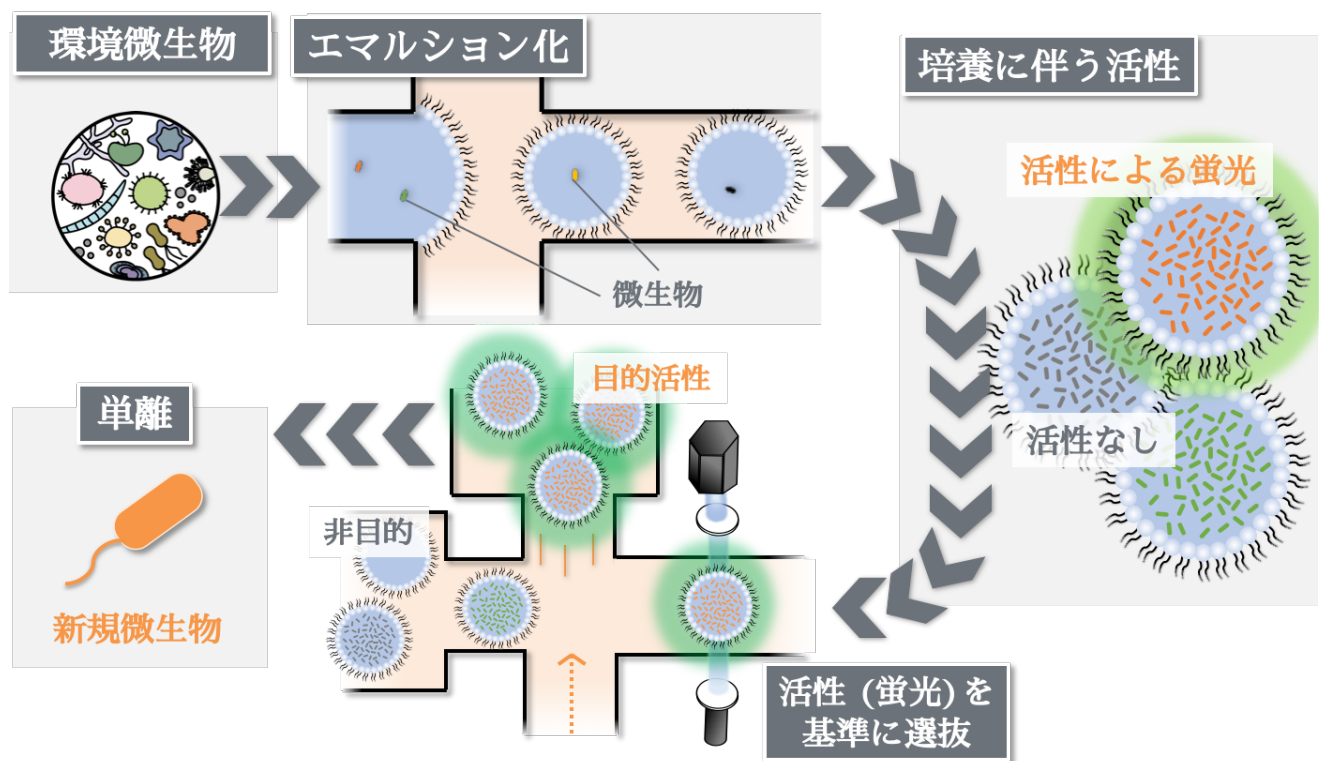 環境微生物
エマルション化
微生物
培養に伴う活性
活性による蛍光
活性なし
活性 (蛍光) を
基準に選抜
目的活性
非目的
単離
新規微生物